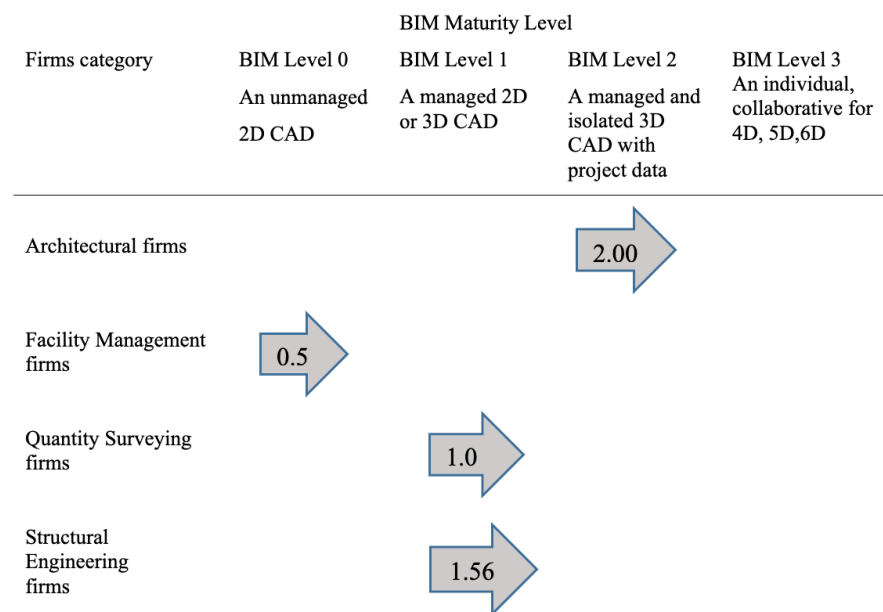 BIM Maturity Level
Firms category
BIM Level 0
BIM Level 1
BIM Level 2
BIM Level 3
An unmanaged
2D CAD
A managed 2D
or 3D CAD
A managed and
isolated 3D
CAD with
project data
An individual,
collaborative for
4D, 5D,6D
Architectural firms
2.00
Facility Management
firms
0.5
Quantity Surveying
firms
1.0
Structural
Engineering
firms
1.56